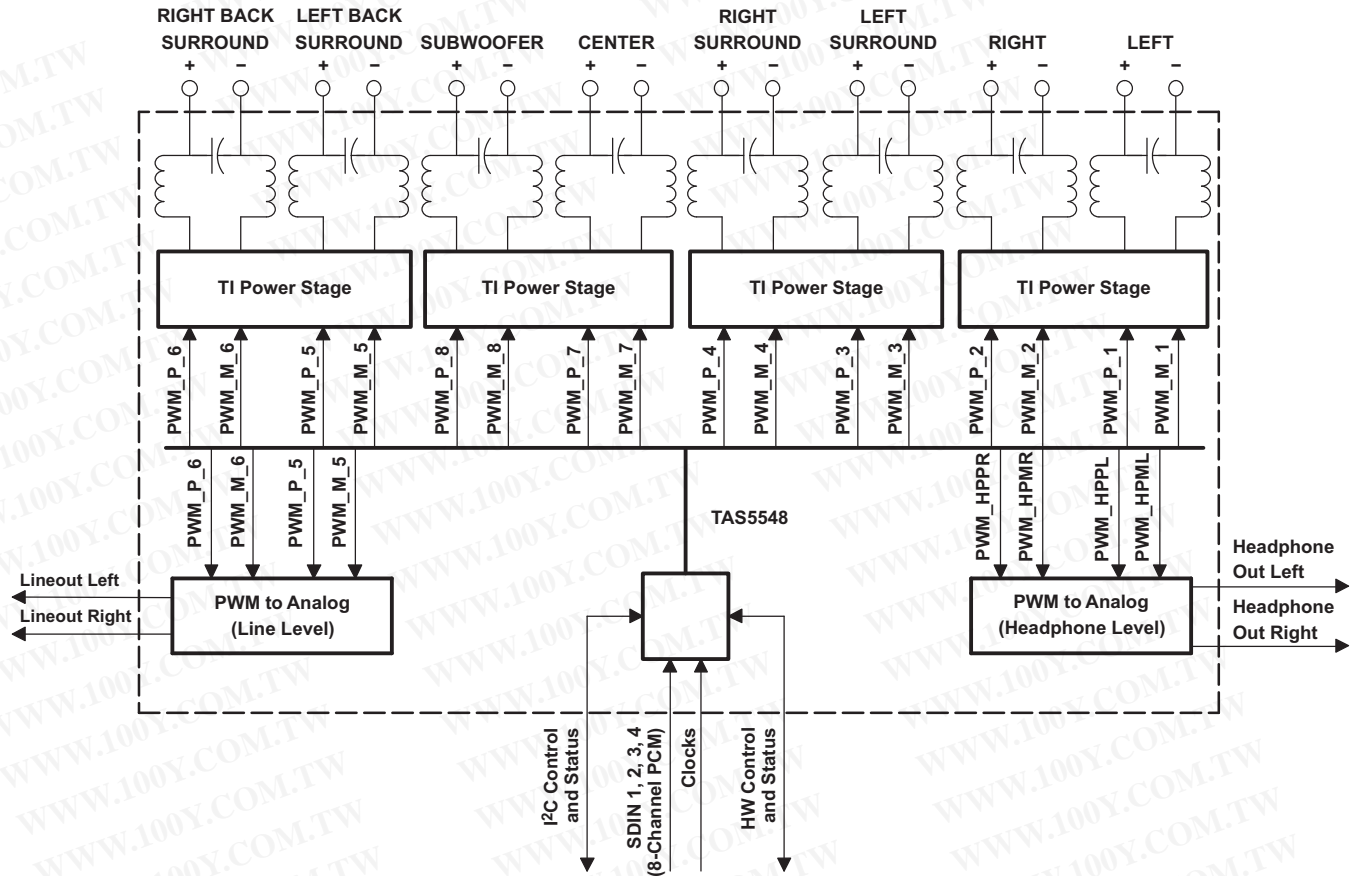 RIGHT BACK
SURROUND
LEFT BACK
SURROUND
SUBWOOFER
CENTER
RIGHT
SURROUND
LEFT
SURROUND
RIGHT
LEFT
+ − + − + − + − + − + − + − + −
TI Power Stage
TI Power Stage
TI Power Stage
TI Power Stage
PWM_P_6
PWM_M_6
PWM_P_5
PWM_M_5
PWM_P_8
PWM_M_8
PWM_P_7
PWM_M_7
PWM_P_4
PWM_M_4
PWM_P_3
PWM_M_3
PWM_P_2
PWM_M_2
PWM_P_1
PWM_M_1
PWM_P_6
PWM_M_6
PWM_P_5
PWM_M_5
TAS5548
PWM_HPPR
PWM_HPMR
PWM_HPPL
PWM_HPML
Lineout Left
Lineout Right
PWM to Analog
(Line Level)
PWM to Analog
(Headphone Level)
Headphone
Out Left
Headphone
Out Right
I²C Control
and Status
SDIN 1, 2, 3, 4
(8-Channel PCM)
Clocks
HW Control
and Status
WWW.100Y.COM.TW